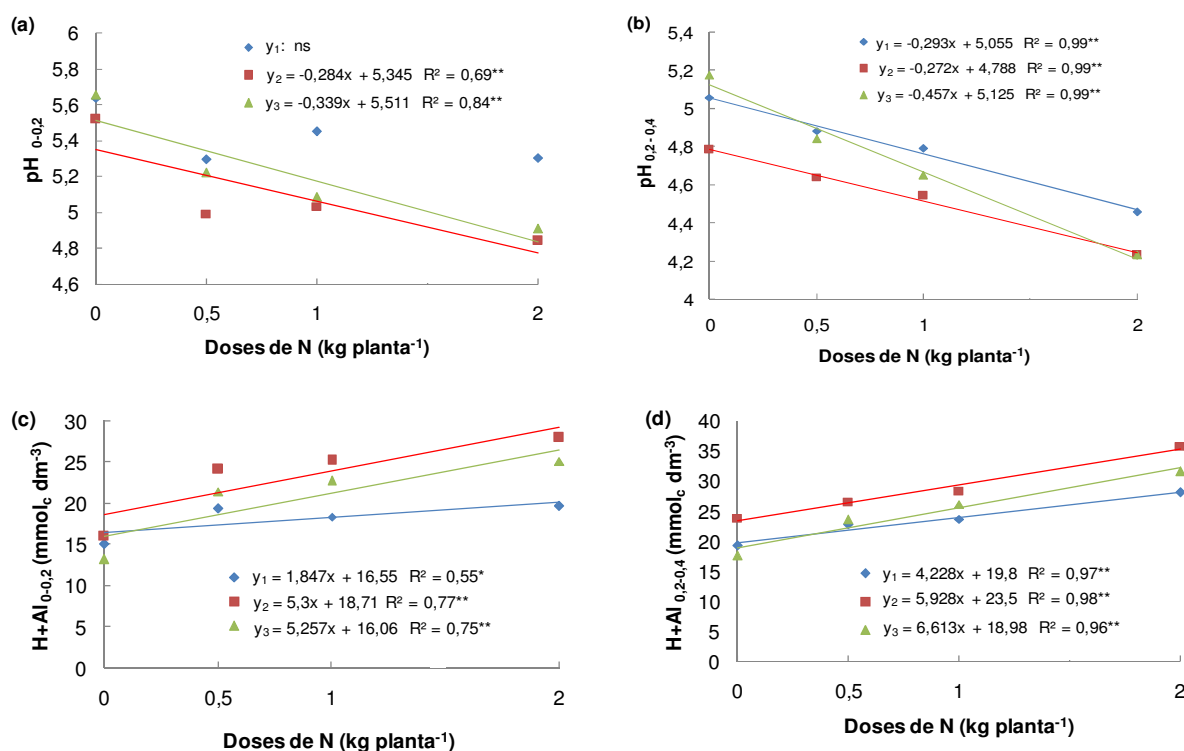 (a)
y₁: ns
y₂ = -0,284x + 5,345 R² = 0,69**
y₃ = -0,339x + 5,511 R² = 0,84**
6
5,8
5,6
5,4
5,2
5
4,8
4,6
pH 0-0,2
0
0,5
1
2
Doses de N (kg planta⁻¹)
(b)
y₁ = -0,293x + 5,055 R² = 0,99**
y₂ = -0,272x + 4,788 R² = 0,99**
y₃ = -0,457x + 5,125 R² = 0,99**
5,4
5,2
5
4,8
4,6
4,4
4,2
4
pH 0,2-0,4
0
0,5
1
2
Doses de N (kg planta⁻¹)
(c)
30
25
20
15
10
5
0
H+Al0-0,2 (mmolc dm⁻³)
y₁ = 1,847x + 16,55 R² = 0,55*
y₂ = 5,3x + 18,71 R² = 0,77**
y₃ = 5,257x + 16,06 R² = 0,75**
0
0,5
1
2
Doses de N (kg planta⁻¹)
(d)
40
35
30
25
20
15
10
5
0
H+Al0,2-0,4 (mmolc dm⁻³)
y₁ = 4,228x + 19,8 R² = 0,97**
y₂ = 5,928x + 23,5 R² = 0,98**
y₃ = 6,613x + 18,98 R² = 0,96**
0
0,5
1
2
Doses de N (kg planta⁻¹)